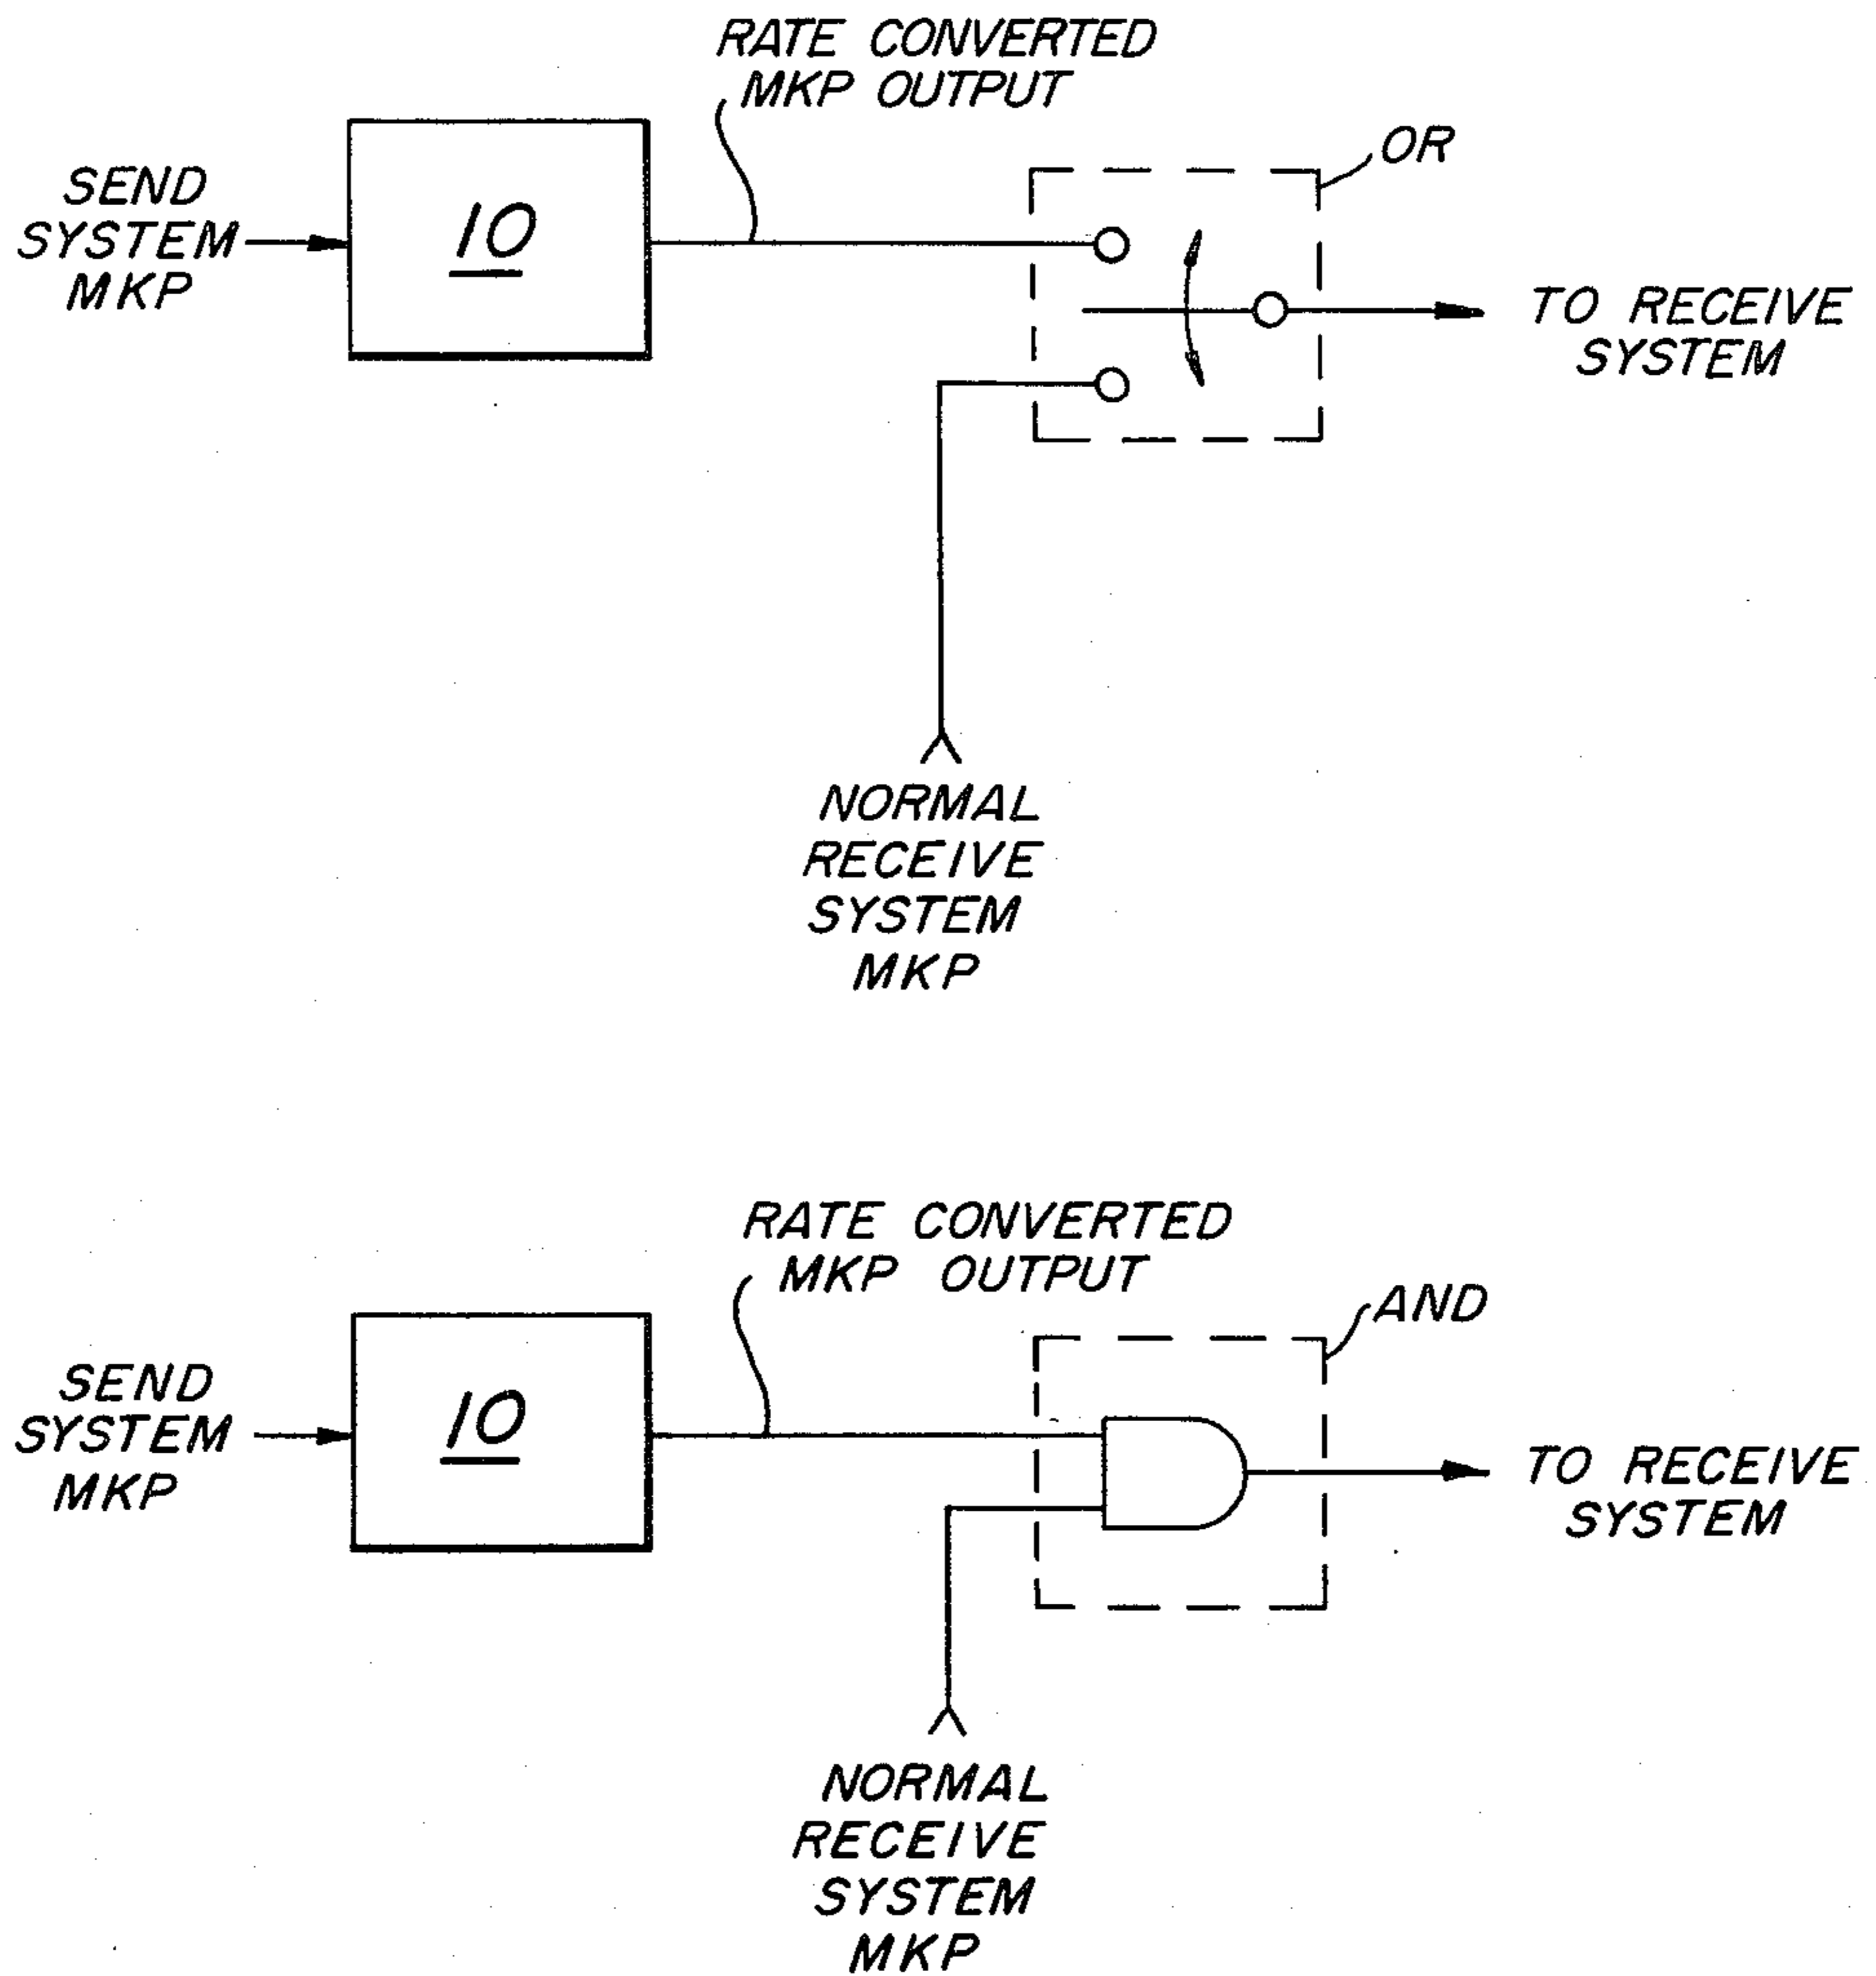 RATE CONVERTED
MKP OUTPUT
OR
SEND
SYSTEM
MKP
10
TO RECEIVE
SYSTEM
NORMAL
RECEIVE
SYSTEM
MKP
RATE CONVERTED
MKP OUTPUT
AND
SEND
SYSTEM
MKP
10
TO RECEIVE
SYSTEM
NORMAL
RECEIVE
SYSTEM
MKP